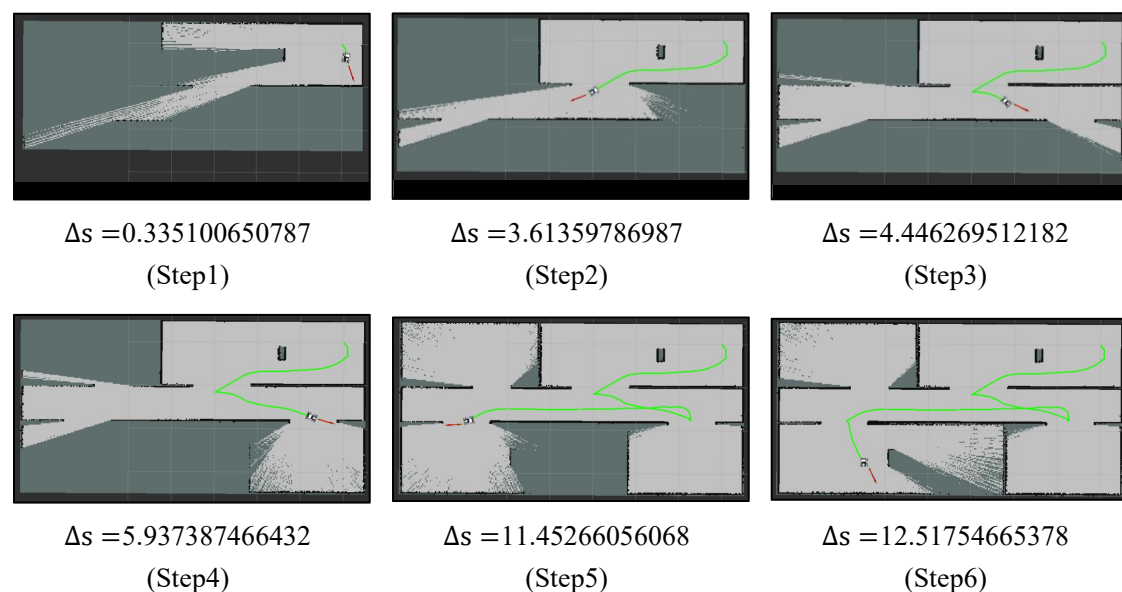 Δs =0.335100650787 Δs =3.61359786987 Δs =4.446269512182
(Step1) (Step2) (Step3)
Δs =5.937387466432 Δs =11.45266056068 Δs =12.51754665378
(Step4) (Step5) (Step6)